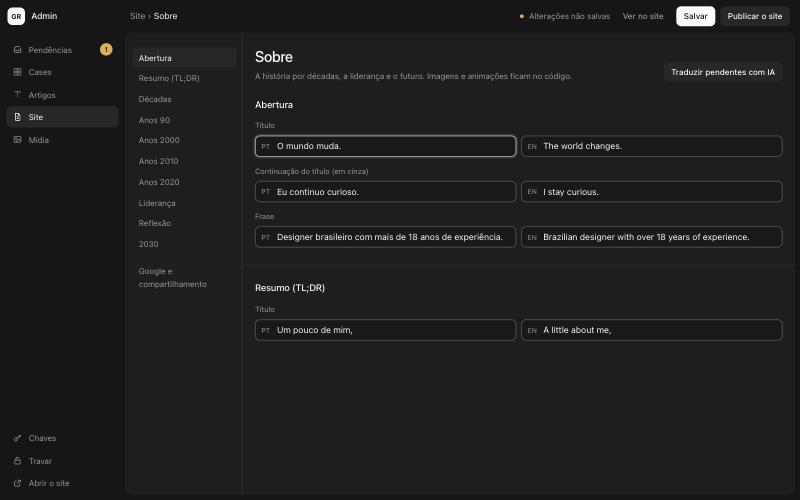 GR Admin
Site › Sobre
Alterações não salvas
Ver no site
Salvar
Publicar o site
Pendências 1
Cases
Artigos
Site
Mídia
Chaves
Travar
Abrir o site
Abertura
Resumo (TL;DR)
Décadas
Anos 90
Anos 2000
Anos 2010
Anos 2020
Liderança
Reflexão
2030
Google e
compartilhamento
Sobre
A história por décadas, a liderança e o futuro. Imagens e animações ficam no código.
Traduzir pendentes com IA
Abertura
Título
PT O mundo muda.
EN The world changes.
Continuação do título (em cinza)
PT Eu continuo curioso.
EN I stay curious.
Frase
PT Designer brasileiro com mais de 18 anos de experiência.
EN Brazilian designer with over 18 years of experience.
Resumo (TL;DR)
Título
PT Um pouco de mim,
EN A little about me,